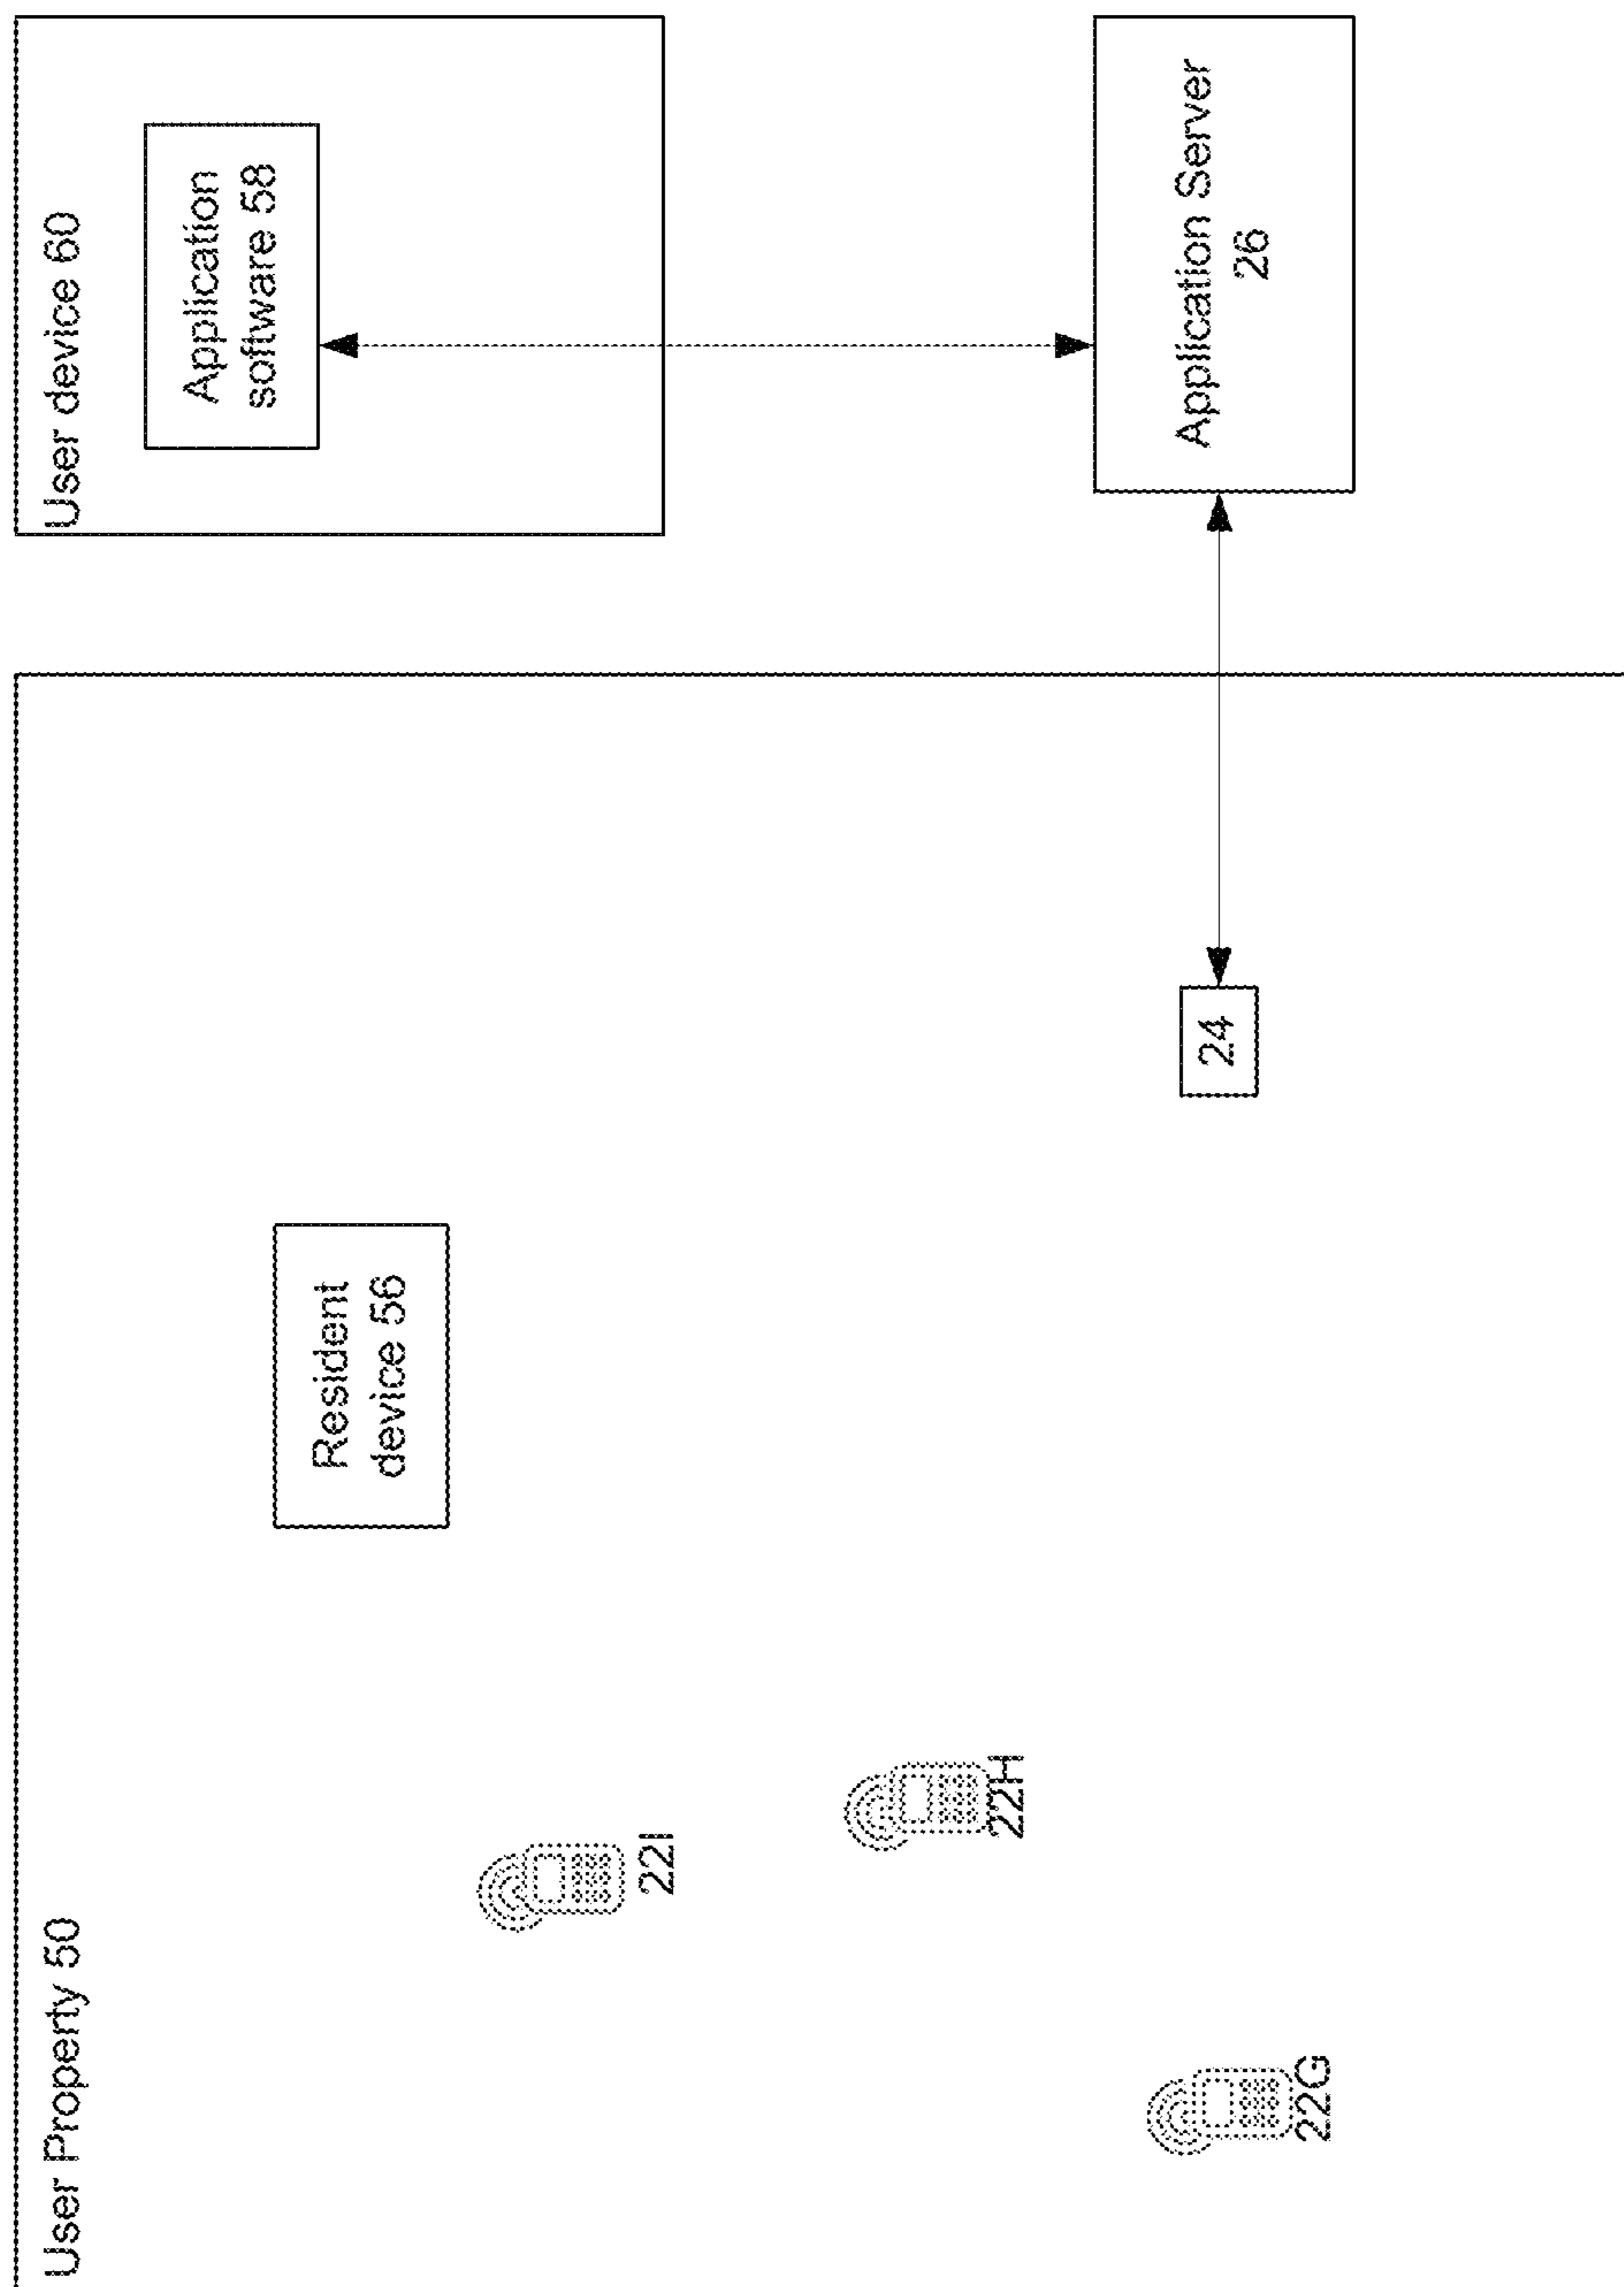 User Property 50
Resident
device 56
22I
22H
22G
24
User device 60
Application
software 58
Application Server
26